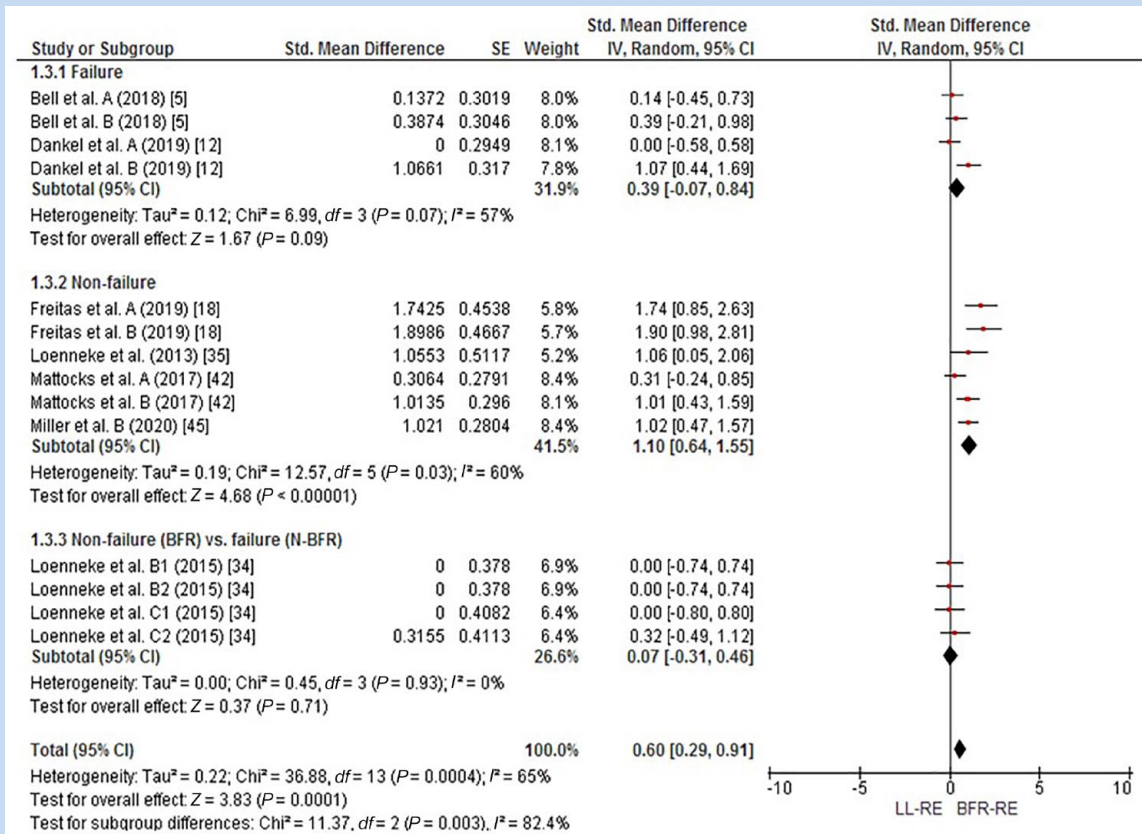 Std. Mean Difference Std. Mean Difference
Study or Subgroup Std. Mean Difference SE Weight IV, Random, 95% CI IV, Random, 95% CI
1.3.1 Failure
Bell et al. A (2018) [5] 0.1372 0.3019 8.0% 0.14 [-0.45, 0.73]
Bell et al. B (2018) [5] 0.3874 0.3046 8.0% 0.39 [-0.21, 0.98]
Dankel et al. A (2019) [12] 0 0.2949 8.1% 0.00 [-0.58, 0.58]
Dankel et al. B (2019) [12] 1.0661 0.317 7.8% 1.07 [0.44, 1.69]
Subtotal (95% CI) 31.9% 0.39 [-0.07, 0.84]
Heterogeneity: Tau² = 0.12; Chi² = 6.99, df = 3 (P = 0.07); I² = 57%
Test for overall effect: Z = 1.67 (P = 0.09)
1.3.2 Non-failure
Freitas et al. A (2019) [18] 1.7425 0.4538 5.8% 1.74 [0.85, 2.63]
Freitas et al. B (2019) [18] 1.8986 0.4667 5.7% 1.90 [0.98, 2.81]
Loenneke et al. (2013) [35] 1.0553 0.5117 5.2% 1.06 [0.05, 2.06]
Mattocks et al. A (2017) [42] 0.3064 0.2791 8.4% 0.31 [-0.24, 0.85]
Mattocks et al. B (2017) [42] 1.0135 0.296 8.1% 1.01 [0.43, 1.59]
Miller et al. B (2020) [45] 1.021 0.2804 8.4% 1.02 [0.47, 1.57]
Subtotal (95% CI) 41.5% 1.10 [0.64, 1.55]
Heterogeneity: Tau² = 0.19; Chi² = 12.57, df = 5 (P = 0.03); I² = 60%
Test for overall effect: Z = 4.68 (P < 0.00001)
1.3.3 Non-failure (BFR) vs. failure (N-BFR)
Loenneke et al. B1 (2015) [34] 0 0.378 6.9% 0.00 [-0.74, 0.74]
Loenneke et al. B2 (2015) [34] 0 0.378 6.9% 0.00 [-0.74, 0.74]
Loenneke et al. C1 (2015) [34] 0 0.4082 6.4% 0.00 [-0.80, 0.80]
Loenneke et al. C2 (2015) [34] 0.3155 0.4113 6.4% 0.32 [-0.49, 1.12]
Subtotal (95% CI) 26.6% 0.07 [-0.31, 0.46]
Heterogeneity: Tau² = 0.00; Chi² = 0.45, df = 3 (P = 0.93); I² = 0%
Test for overall effect: Z = 0.37 (P = 0.71)
Total (95% CI) 100.0% 0.60 [0.29, 0.91]
Heterogeneity: Tau² = 0.22; Chi² = 36.88, df = 13 (P = 0.0004); I² = 65%
Test for overall effect: Z = 3.83 (P = 0.0001)
Test for subgroup differences: Chi² = 11.37, df = 2 (P = 0.003), I² = 82.4%
-10 -5 0 5 10
LL-RE BFR-RE